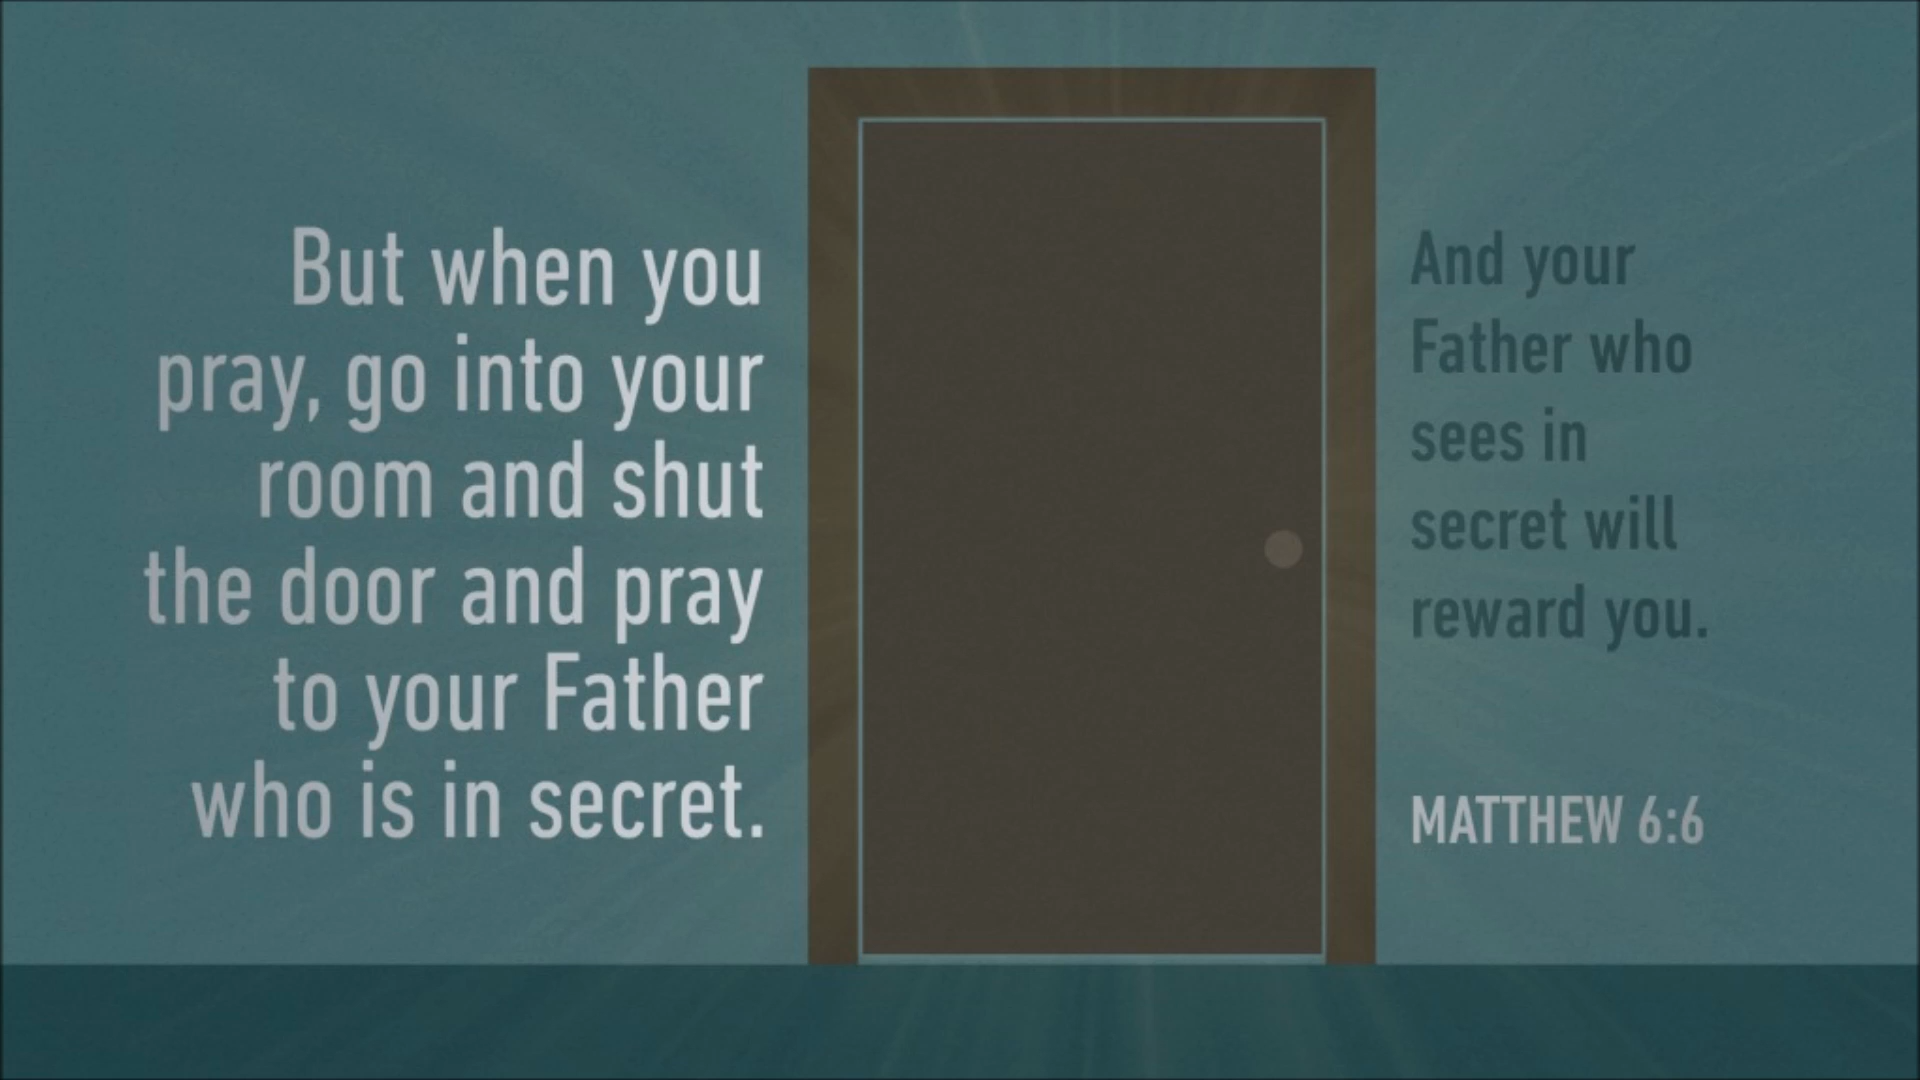 But when you
pray, go into your
room and shut
the door and pray
to your Father
who is in secret.
And your
Father who
sees in
secret will
reward you.
MATTHEW 6:6